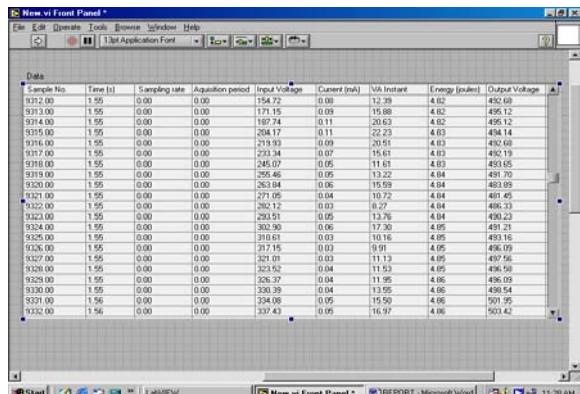 New.vi Front Panel *
File Edit Operate Tools Browse Window Help
13pt Application Font
Data
Sample No. Time (s) Sampling rate Aquisition period Input Voltage Current (mA) VA Instant Energy (joules) Output Voltage
9312.00 1.55 0.00 0.00 154.72 0.08 12.39 4.82 492.68
9313.00 1.55 0.00 0.00 171.15 0.09 15.88 4.82 495.12
9314.00 1.55 0.00 0.00 187.74 0.11 20.63 4.82 495.12
9315.00 1.55 0.00 0.00 204.17 0.11 22.23 4.83 494.14
9316.00 1.55 0.00 0.00 219.93 0.09 20.51 4.83 492.68
9317.00 1.55 0.00 0.00 233.34 0.07 15.61 4.83 492.19
9318.00 1.55 0.00 0.00 245.07 0.05 11.61 4.83 493.65
9319.00 1.55 0.00 0.00 255.46 0.05 13.22 4.84 491.70
9320.00 1.55 0.00 0.00 263.84 0.06 15.59 4.84 483.89
9321.00 1.55 0.00 0.00 271.05 0.04 10.72 4.84 481.45
9322.00 1.55 0.00 0.00 282.12 0.03 8.27 4.84 486.33
9323.00 1.55 0.00 0.00 293.51 0.05 13.76 4.84 490.23
9324.00 1.55 0.00 0.00 302.90 0.06 17.30 4.85 491.21
9325.00 1.55 0.00 0.00 310.61 0.03 10.16 4.85 493.16
9326.00 1.55 0.00 0.00 317.15 0.03 9.91 4.85 496.09
9327.00 1.55 0.00 0.00 321.01 0.03 11.13 4.85 497.56
9328.00 1.55 0.00 0.00 323.52 0.04 11.53 4.85 496.58
9329.00 1.55 0.00 0.00 326.37 0.04 11.95 4.86 496.09
9330.00 1.55 0.00 0.00 330.39 0.04 13.55 4.86 498.54
9331.00 1.56 0.00 0.00 334.08 0.05 15.50 4.86 501.95
9332.00 1.56 0.00 0.00 337.43 0.05 16.97 4.86 503.42
Start LabVIEW New.vi Front Panel * REPORT - Microsoft Word 11:20 AM